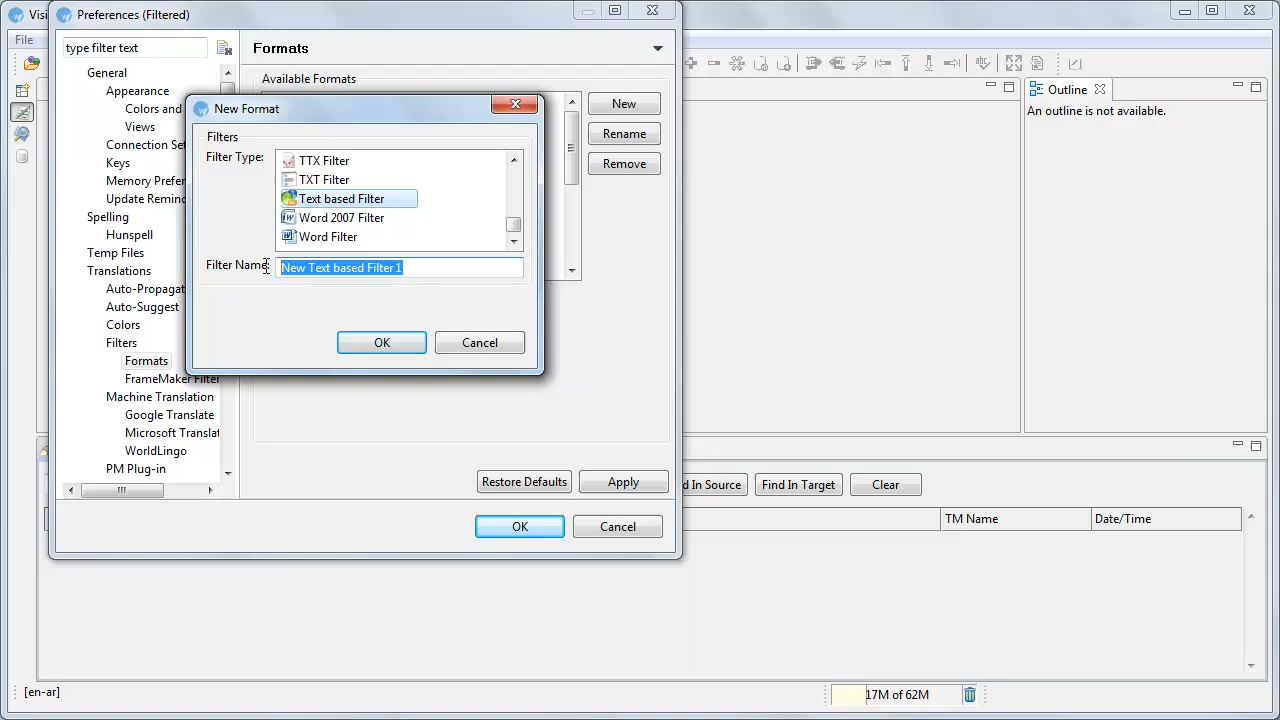 Visi
Preferences (Filtered)
File
type filter text
General
Appearance
Colors and
Views
Connection Set
Keys
Memory Prefer
Update Remind
Spelling
Hunspell
Temp Files
Translations
Auto-Propagat
Auto-Suggest
Colors
Filters
Formats
FrameMaker Filter
Machine Translation
Google Translate
Microsoft Translat
WorldLingo
PM Plug-in
Formats
Available Formats
New
Rename
Remove
New Format
Filters
Filter Type:
TTX Filter
TXT Filter
Text based Filter
Word 2007 Filter
Word Filter
Filter Name
New Text based Filter 1
OK
Cancel
Restore Defaults
Apply
OK
Cancel
Outline
An outline is not available.
d In Source
Find In Target
Clear
TM Name
Date/Time
[en-ar]
17M of 62M